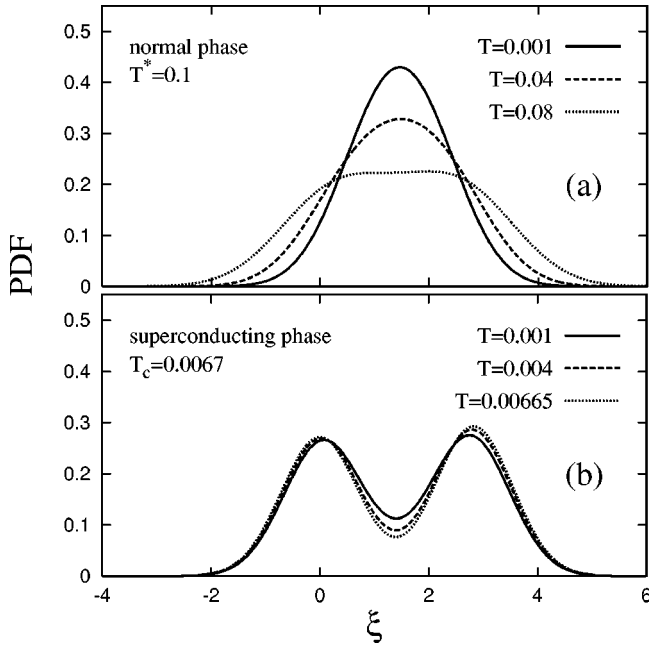 PDF
0.5
0.4
0.3
0.2
0.1
0
normal phase
T*=0.1
T=0.001
T=0.04
T=0.08
(a)
0.5
0.4
0.3
0.2
0.1
0
superconducting phase
Tc=0.0067
T=0.001
T=0.004
T=0.00665
(b)
-4 -2 0 2 4 6
ξ